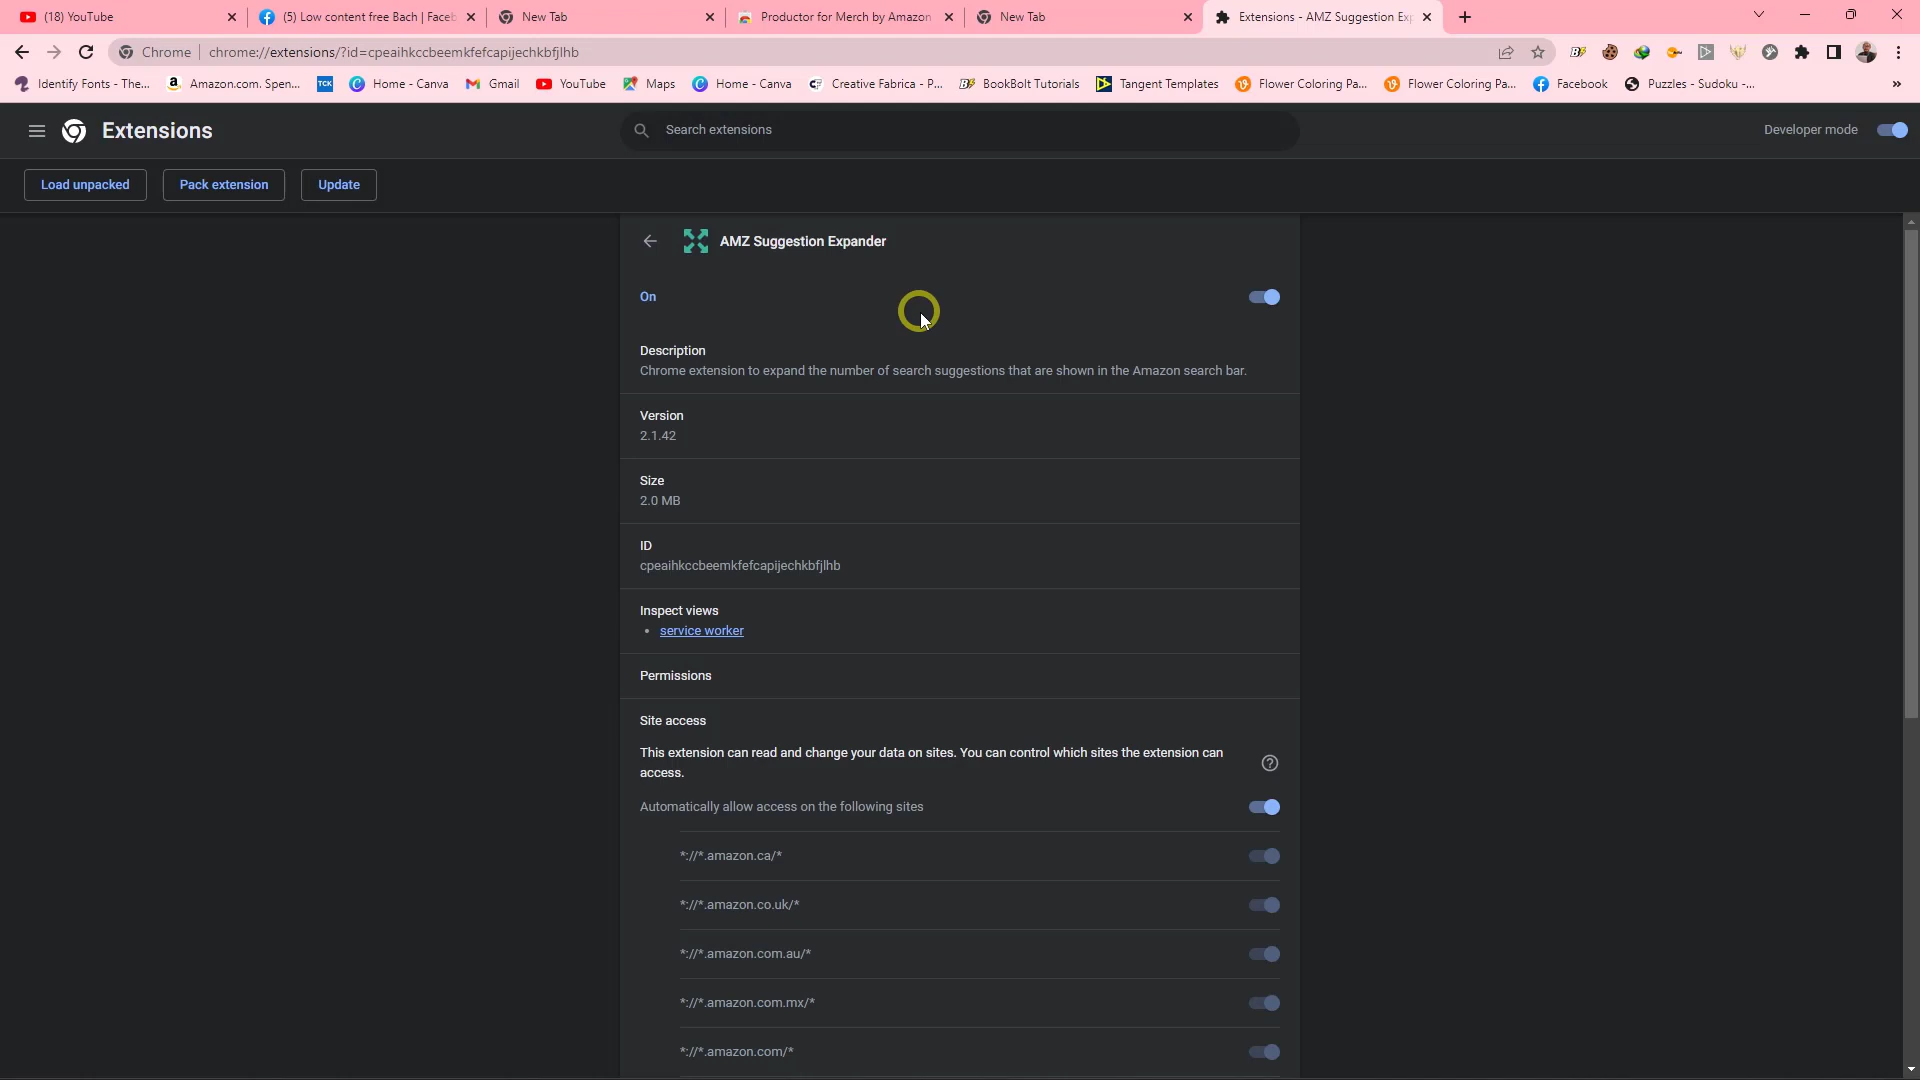 (18) YouTube
(5) Low content free Bach | Faceb
New Tab
Productor for Merch by Amazon
New Tab
Extensions - AMZ Suggestion Ex
Chrome
chrome://extensions/?id=cpeaihkccbeemkfefcapijechkbfjlhb
Identify Fonts - The...
Amazon.com. Spen...
TCK
Home - Canva
Gmail
YouTube
Maps
Home - Canva
Creative Fabrica - P...
BookBolt Tutorials
Tangent Templates
Flower Coloring Pa...
Flower Coloring Pa...
Facebook
Puzzles - Sudoku -...
»
Extensions
Search extensions
Developer mode
Load unpacked
Pack extension
Update
AMZ Suggestion Expander
On
Description
Chrome extension to expand the number of search suggestions that are shown in the Amazon search bar.
Version
2.1.42
Size
2.0 MB
ID
cpeaihkccbeemkfefcapijechkbfjlhb
Inspect views
• service worker
Permissions
Site access
This extension can read and change your data on sites. You can control which sites the extension can
access.
Automatically allow access on the following sites
*://*.amazon.ca/*
*://*.amazon.co.uk/*
*://*.amazon.com.au/*
*://*.amazon.com.mx/*
*://*.amazon.com/*